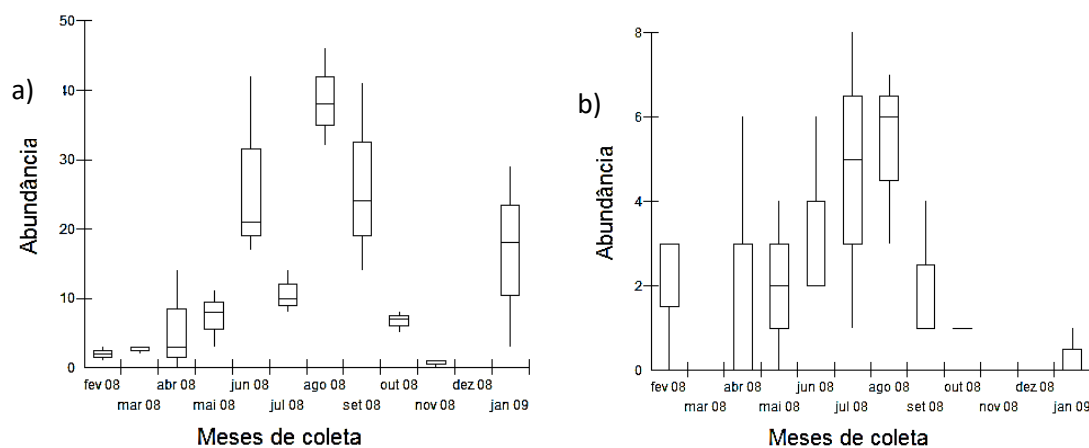 a)
Abundância
50
40
30
20
10
0
fev 08 abr 08 jun 08 ago 08 out 08 dez 08
mar 08 mai 08 jul 08 set 08 nov 08 jan 09
Meses de coleta
b)
Abundância
8
6
4
2
0
fev 08 abr 08 jun 08 ago 08 out 08 dez 08
mar 08 mai 08 jul 08 set 08 nov 08 jan 09
Meses de coleta